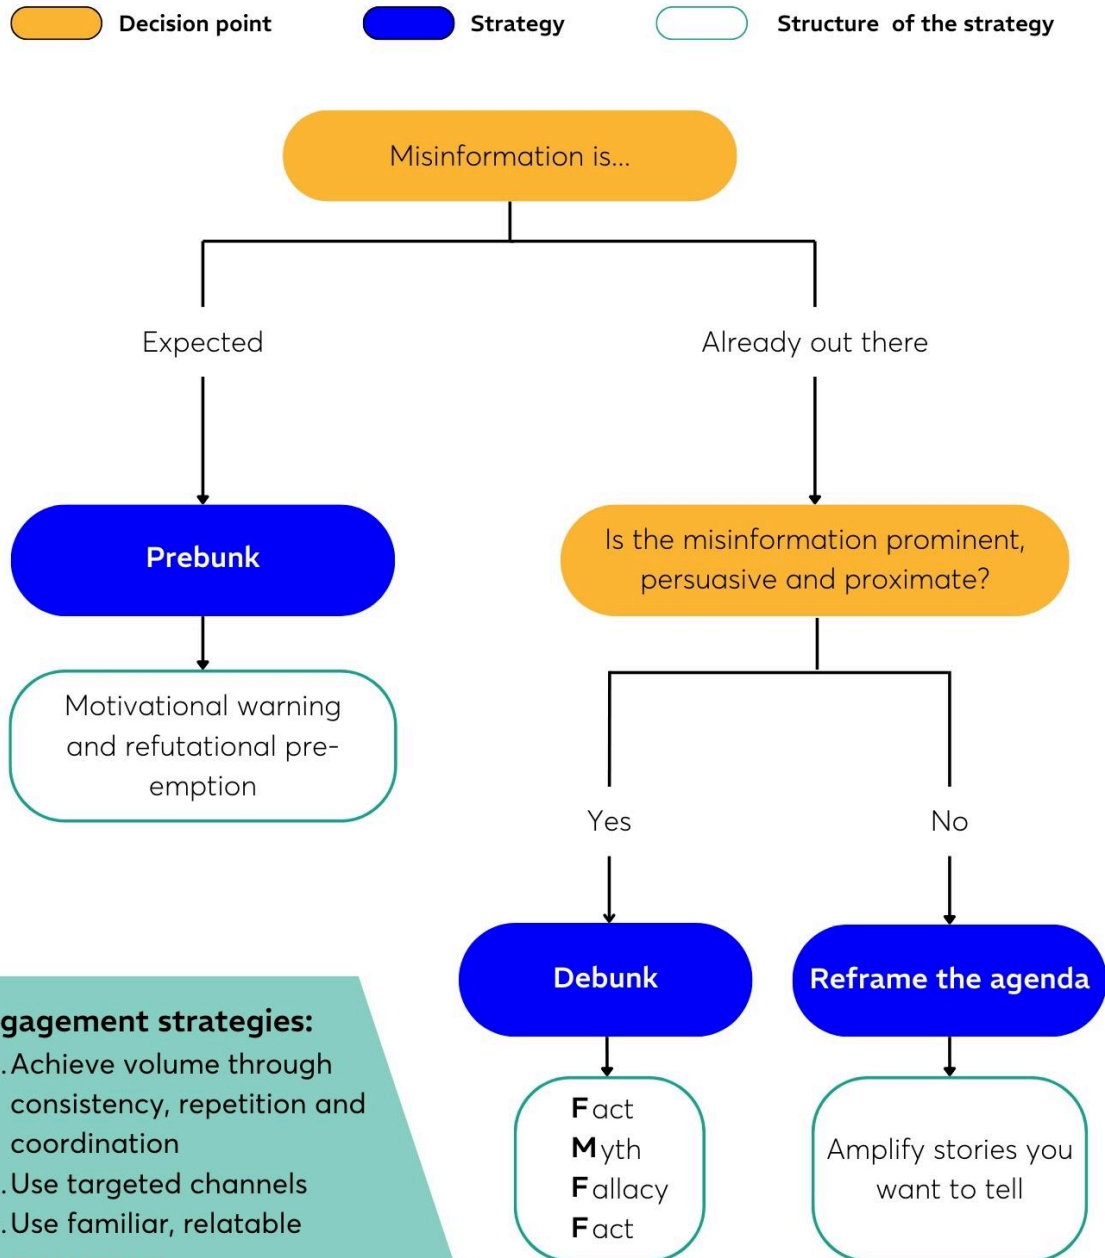 Decision point
Strategy
Structure of the strategy
Misinformation is...
Expected
Already out there
Prebunk
Is the misinformation prominent,
persuasive and proximate?
Motivational warning
and refutational pre-
emption
Yes
No
Debunk
Reframe the agenda
Fact
Myth
Fallacy
Fact
Amplify stories you
want to tell
gagement strategies:
.Achieve volume through
consistency, repetition and
coordination
.Use targeted channels
.Use familiar, relatable